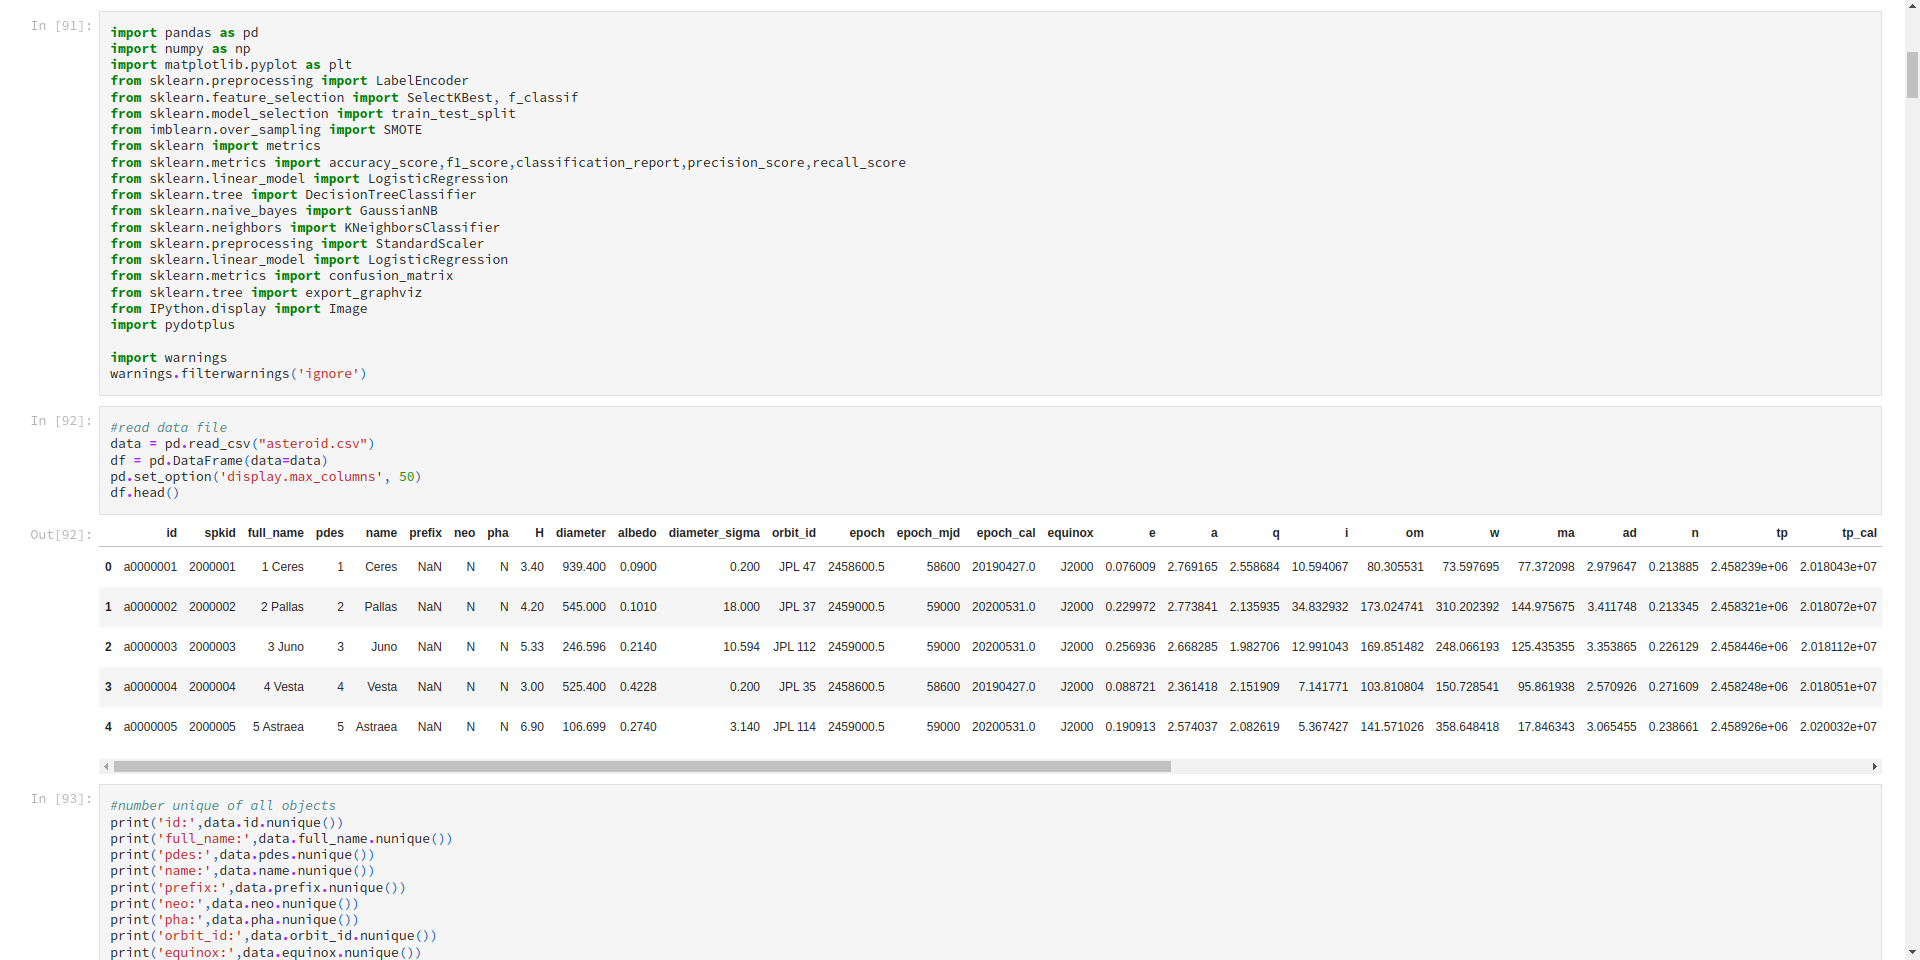 In [91]:
import pandas as pd
import numpy as np
import matplotlib.pyplot as plt
from sklearn.preprocessing import LabelEncoder
from sklearn.feature_selection import SelectKBest, f_classif
from sklearn.model_selection import train_test_split
from imblearn.over_sampling import SMOTE
from sklearn import metrics
from sklearn.metrics import accuracy_score,f1_score,classification_report,precision_score,recall_score
from sklearn.linear_model import LogisticRegression
from sklearn.tree import DecisionTreeClassifier
from sklearn.naive_bayes import GaussianNB
from sklearn.neighbors import KNeighborsClassifier
from sklearn.preprocessing import StandardScaler
from sklearn.linear_model import LogisticRegression
from sklearn.metrics import confusion_matrix
from sklearn.tree import export_graphviz
from IPython.display import Image
import pydotplus
import warnings
warnings.filterwarnings('ignore')
In [92]:
#read data file
data = pd.read_csv("asteroid.csv")
df = pd.DataFrame(data=data)
pd.set_option('display.max_columns', 50)
df.head()
Out[92]:
id spkid full_name pdes name prefix neo pha H diameter albedo diameter_sigma orbit_id epoch epoch_mjd epoch_cal equinox e a q i om w ma ad n tp tp_cal
0 a0000001 2000001 1 Ceres 1 Ceres NaN N N 3.40 939.400 0.0900 0.200 JPL 47 2458600.5 58600 20190427.0 J2000 0.076009 2.769165 2.558684 10.594067 80.305531 73.597695 77.372098 2.979647 0.213885 2.458239e+06 2.018043e+07
1 a0000002 2000002 2 Pallas 2 Pallas NaN N N 4.20 545.000 0.1010 18.000 JPL 37 2459000.5 59000 20200531.0 J2000 0.229972 2.773841 2.135935 34.832932 173.024741 310.202392 144.975675 3.411748 0.213345 2.458321e+06 2.018072e+07
2 a0000003 2000003 3 Juno 3 Juno NaN N N 5.33 246.596 0.2140 10.594 JPL 112 2459000.5 59000 20200531.0 J2000 0.256936 2.668285 1.982706 12.991043 169.851482 248.066193 125.435355 3.353865 0.226129 2.458446e+06 2.018112e+07
3 a0000004 2000004 4 Vesta 4 Vesta NaN N N 3.00 525.400 0.4228 0.200 JPL 35 2458600.5 58600 20190427.0 J2000 0.088721 2.361418 2.151909 7.141771 103.810804 150.728541 95.861938 2.570926 0.271609 2.458248e+06 2.018051e+07
4 a0000005 2000005 5 Astraea 5 Astraea NaN N N 6.90 106.699 0.2740 3.140 JPL 114 2459000.5 59000 20200531.0 J2000 0.190913 2.574037 2.082619 5.367427 141.571026 358.648418 17.846343 3.065455 0.238661 2.458926e+06 2.020032e+07
In [93]:
#number unique of all objects
print('id:',data.id.nunique())
print('full_name:',data.full_name.nunique())
print('pdes:',data.pdes.nunique())
print('name:',data.name.nunique())
print('prefix:',data.prefix.nunique())
print('neo:',data.neo.nunique())
print('pha:',data.pha.nunique())
print('orbit_id:',data.orbit_id.nunique())
print('equinox:',data.equinox.nunique())